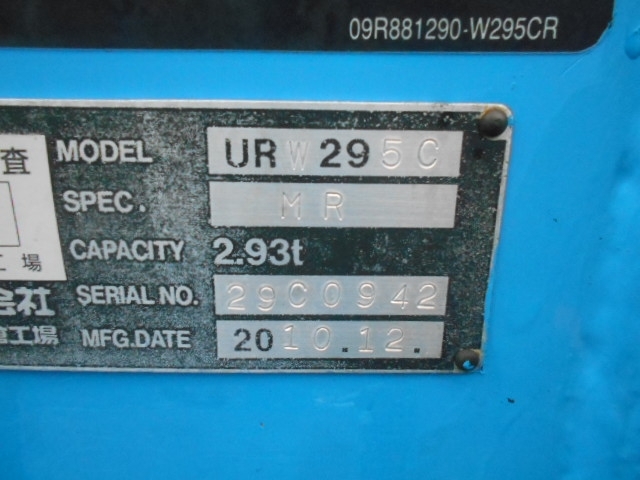 09R881290-W295CR
査 MODEL URW295C
SPEC. MR
工場 CAPACITY 2.93t
会社 SERIAL NO. 29C0942
工場 MFG.DATE 2010.12.